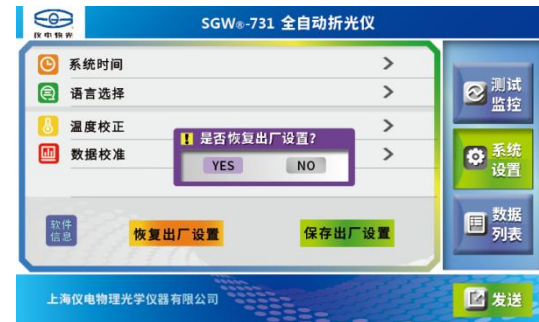 仪电物光
SGW®-731 全自动折光仪
系统时间
语言选择
温度校正
数据校准
! 是否恢复出厂设置?
YES
NO
软件
信息
恢复出厂设置
保存出厂设置
测试
监控
系统
设置
数据
列表
上海仪电物理光学仪器有限公司
发送